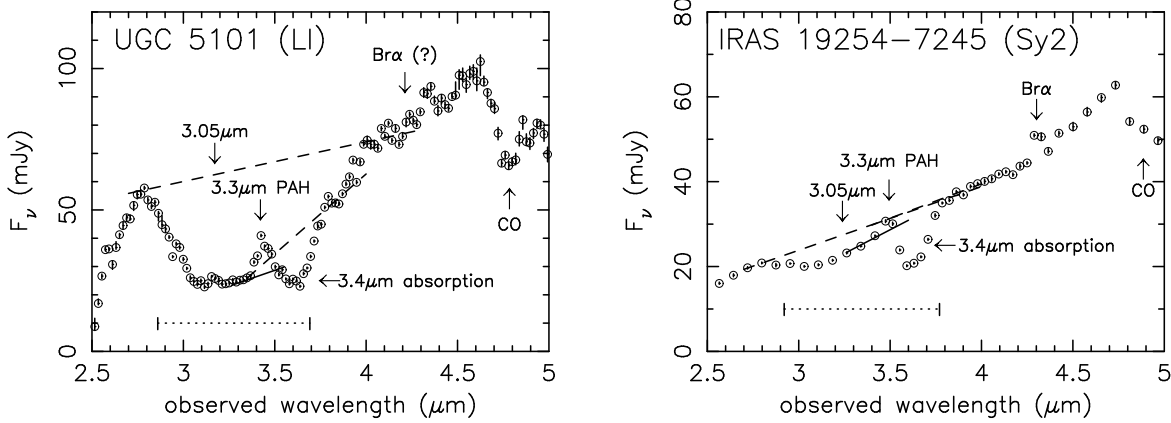 UGC 5101 (LI)
Brα (?)
3.05μm
3.3μm PAH
CO
3.4μm absorption
100
50
0
F_ν (mJy)
2.5 3 3.5 4 4.5 5
observed wavelength (μm)
IRAS 19254−7245 (Sy2)
Brα
3.3μm PAH
3.05μm
CO
3.4μm absorption
80
60
40
20
0
F_ν (mJy)
2.5 3 3.5 4 4.5 5
observed wavelength (μm)